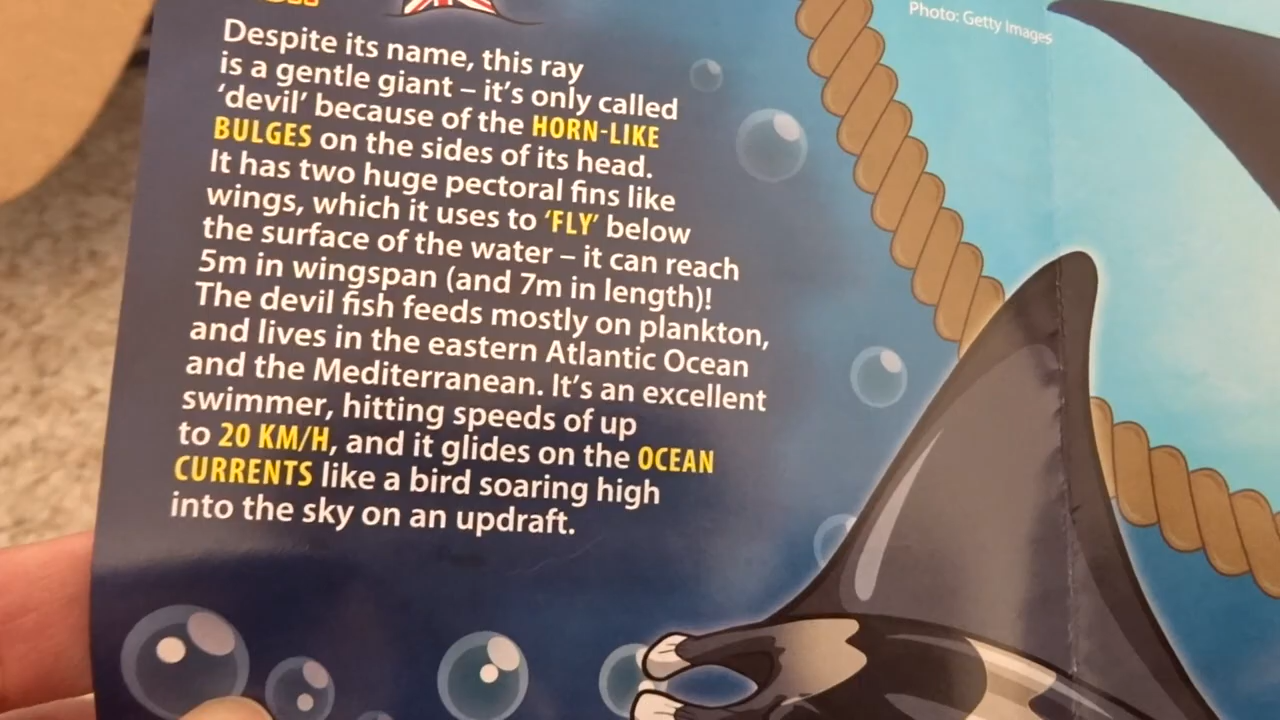 Photo: Getty Images
Despite its name, this ray
is a gentle giant – it's only called
'devil' because of the HORN-LIKE
BULGES on the sides of its head.
It has two huge pectoral fins like
wings, which it uses to 'FLY' below
the surface of the water – it can reach
5m in wingspan (and 7m in length)!
The devil fish feeds mostly on plankton,
and lives in the eastern Atlantic Ocean
and the Mediterranean. It's an excellent
swimmer, hitting speeds of up
to 20 KM/H, and it glides on the OCEAN
CURRENTS like a bird soaring high
into the sky on an updraft.